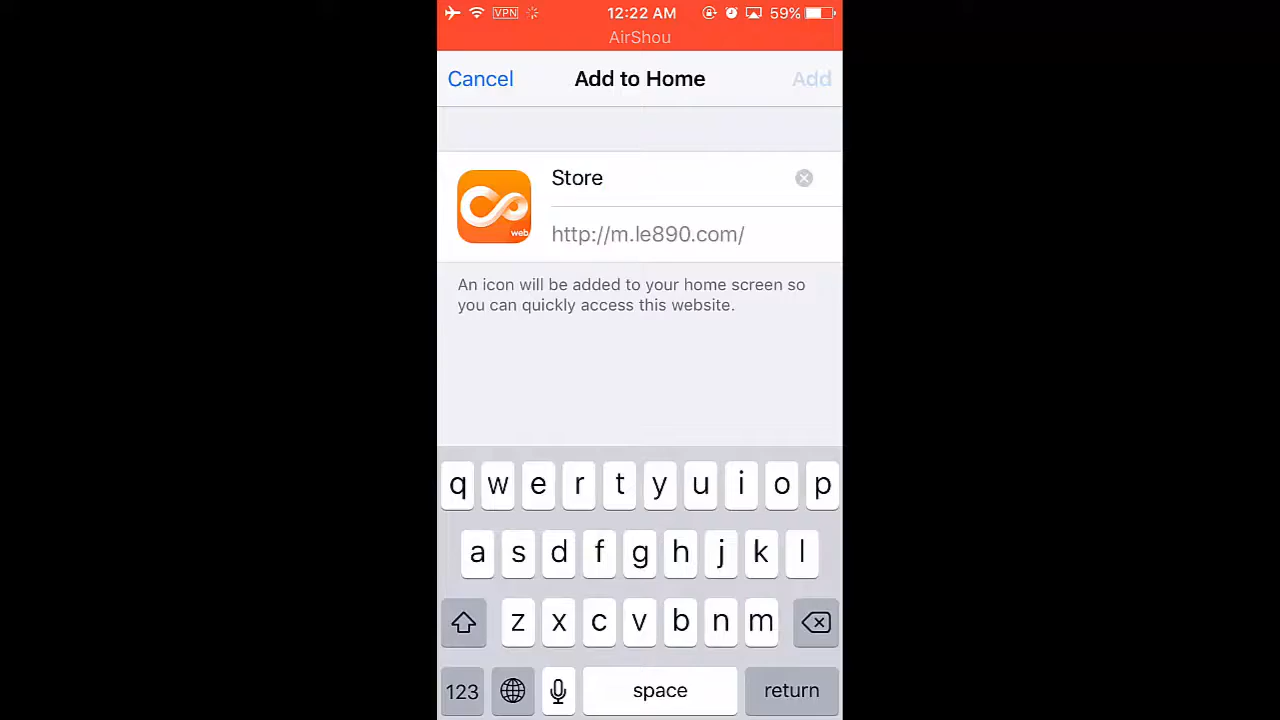 VPN 12:22 AM 59%
AirShou
Cancel Add to Home Add
Store
web
http://m.le890.com/
An icon will be added to your home screen so
you can quickly access this website.
q w e r t y u i o p
a s d f g h j k l
z x c v b n m
123 space return